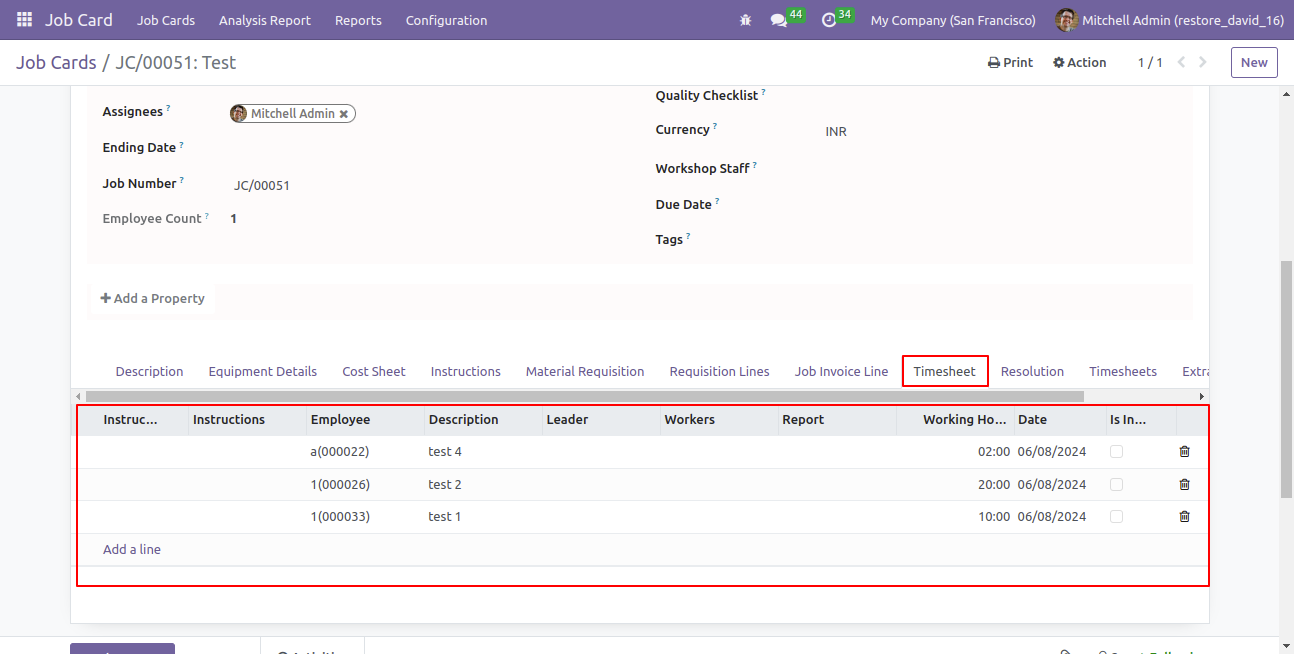 Job Card Job Cards Analysis Report Reports Configuration 44 34 My Company (San Francisco) Mitchell Admin (restore_david_16)
Job Cards / JC/00051: Test Print Action 1 / 1 New
Assignees ? Mitchell Admin ✖
Ending Date ?
Job Number ? JC/00051
Employee Count ? 1
Quality Checklist ?
Currency ? INR
Workshop Staff ?
Due Date ?
Tags ?
+ Add a Property
Description Equipment Details Cost Sheet Instructions Material Requisition Requisition Lines Job Invoice Line Timesheet Resolution Timesheets Extra
Instruc... Instructions Employee Description Leader Workers Report Working Ho... Date Is In...
a(000022) test 4 02:00 06/08/2024
1(000026) test 2 20:00 06/08/2024
1(000033) test 1 10:00 06/08/2024
Add a line